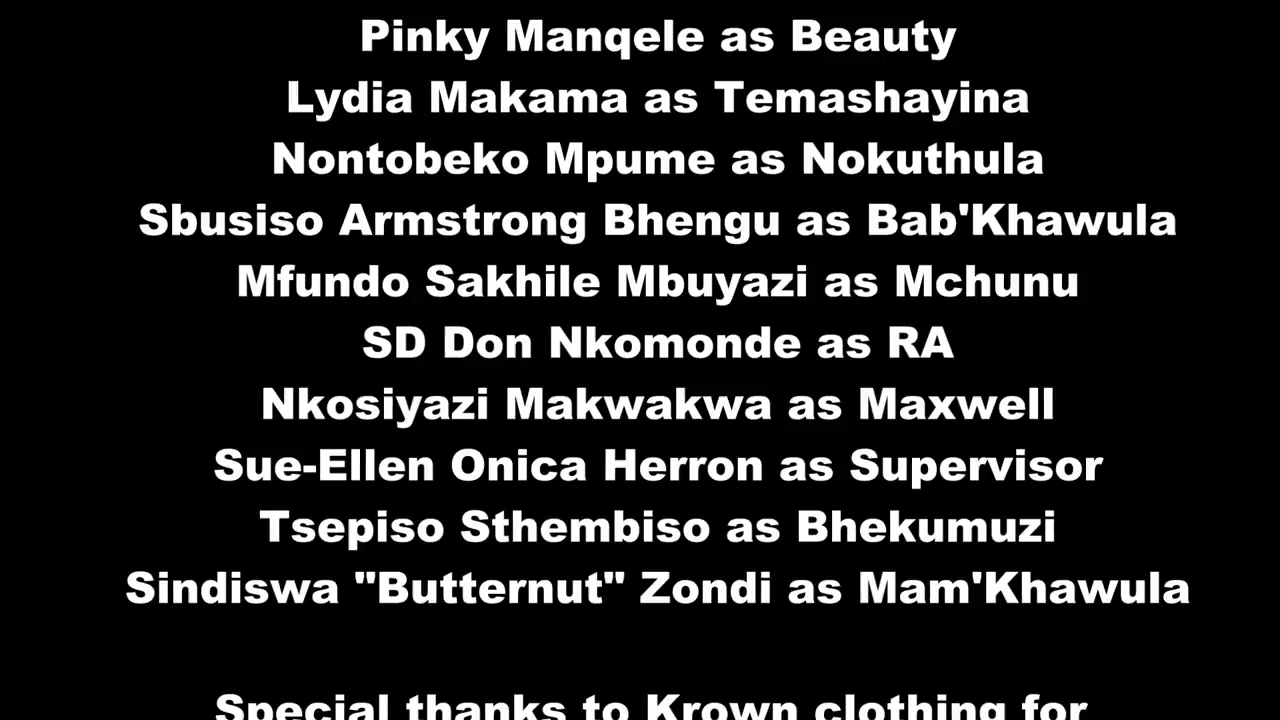 Pinky Manqele as Beauty
Lydia Makama as Temashayina
Nontobeko Mpume as Nokuthula
Sbusiso Armstrong Bhengu as Bab'Khawula
Mfundo Sakhile Mbuyazi as Mchunu
SD Don Nkomonde as RA
Nkosiyazi Makwakwa as Maxwell
Sue-Ellen Onica Herron as Supervisor
Tsepiso Sthembiso as Bhekumuzi
Sindiswa "Butternut" Zondi as Mam'Khawula
Special thanks to Krown clothing for